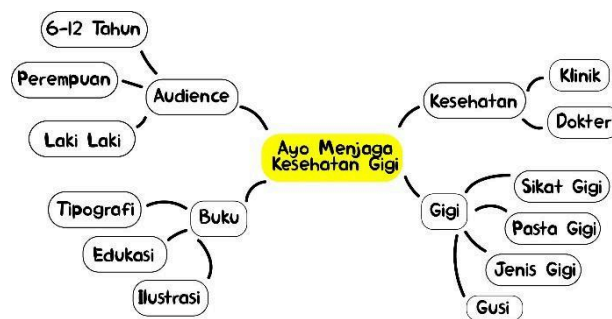 6-12 Tahun
Perempuan
Laki Laki
Audience
Tipografi
Edukasi
Ilustrasi
Buku
Ayo Menjaga
Kesehatan Gigi
Kesehatan
Klinik
Dokter
Gigi
Sikat Gigi
Pasta Gigi
Jenis Gigi
Gusi